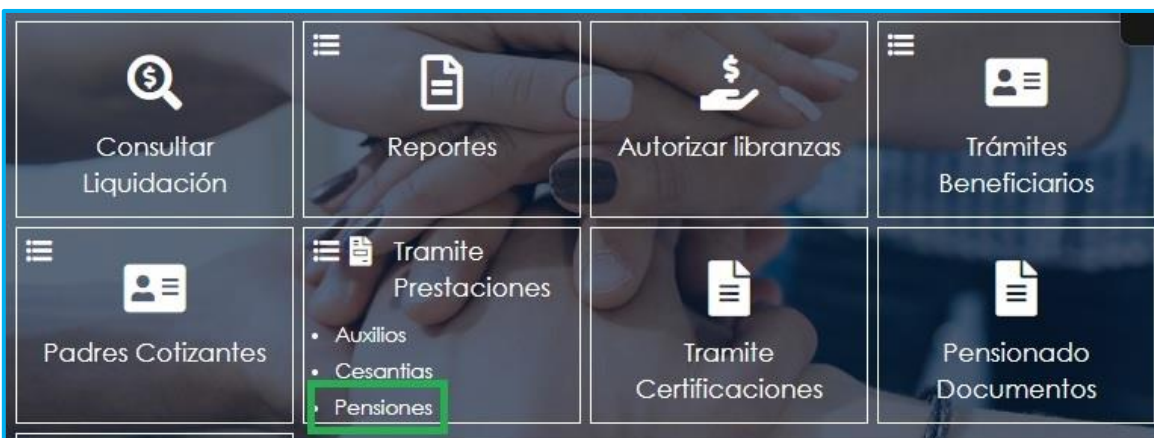 Consultar
Liquidación
Reportes
Autorizar libranzas
Trámites
Beneficiarios
Padres Cotizantes
Tramite
Prestaciones
• Auxilios
• Cesantias
• Pensiones
Tramite
Certificaciones
Pensionado
Documentos